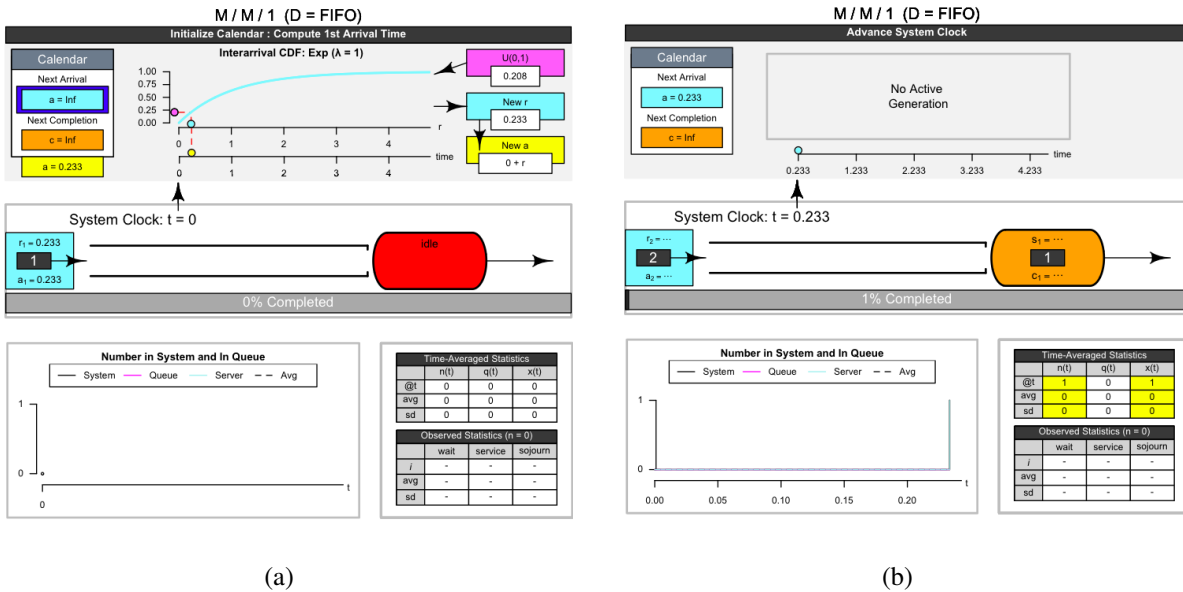 M / M / 1 (D = FIFO)
Initialize Calendar : Compute 1st Arrival Time
Calendar
Next Arrival
a = Inf
Next Completion
c = Inf
a = 0.233
Interarrival CDF: Exp (λ = 1)
1.00
0.75
0.50
0.25
0.00
0 1 2 3 4
r
0 1 2 3 4
time
U(0,1)
0.208
New r
0.233
New a
0 + r
System Clock: t = 0
r₁ = 0.233
1
a₁ = 0.233
idle
0% Completed
Number in System and In Queue
System Queue Server Avg
1
0
0
t
Time-Averaged Statistics
n(t) q(t) x(t)
@t 0 0 0
avg 0 0 0
sd 0 0 0
Observed Statistics (n = 0)
wait service sojourn
i - - -
avg - - -
sd - - -
(a)
M / M / 1 (D = FIFO)
Advance System Clock
Calendar
Next Arrival
a = 0.233
Next Completion
c = Inf
No Active
Generation
time
0.233 1.233 2.233 3.233 4.233
System Clock: t = 0.233
r₂ = ⋯
2
a₂ = ⋯
s₁ = ⋯
1
c₁ = ⋯
1% Completed
Number in System and In Queue
System Queue Server Avg
1
0
0.00 0.05 0.10 0.15 0.20
t
Time-Averaged Statistics
n(t) q(t) x(t)
@t 1 0 1
avg 0 0 0
sd 0 0 0
Observed Statistics (n = 0)
wait service sojourn
i - - -
avg - - -
sd - - -
(b)